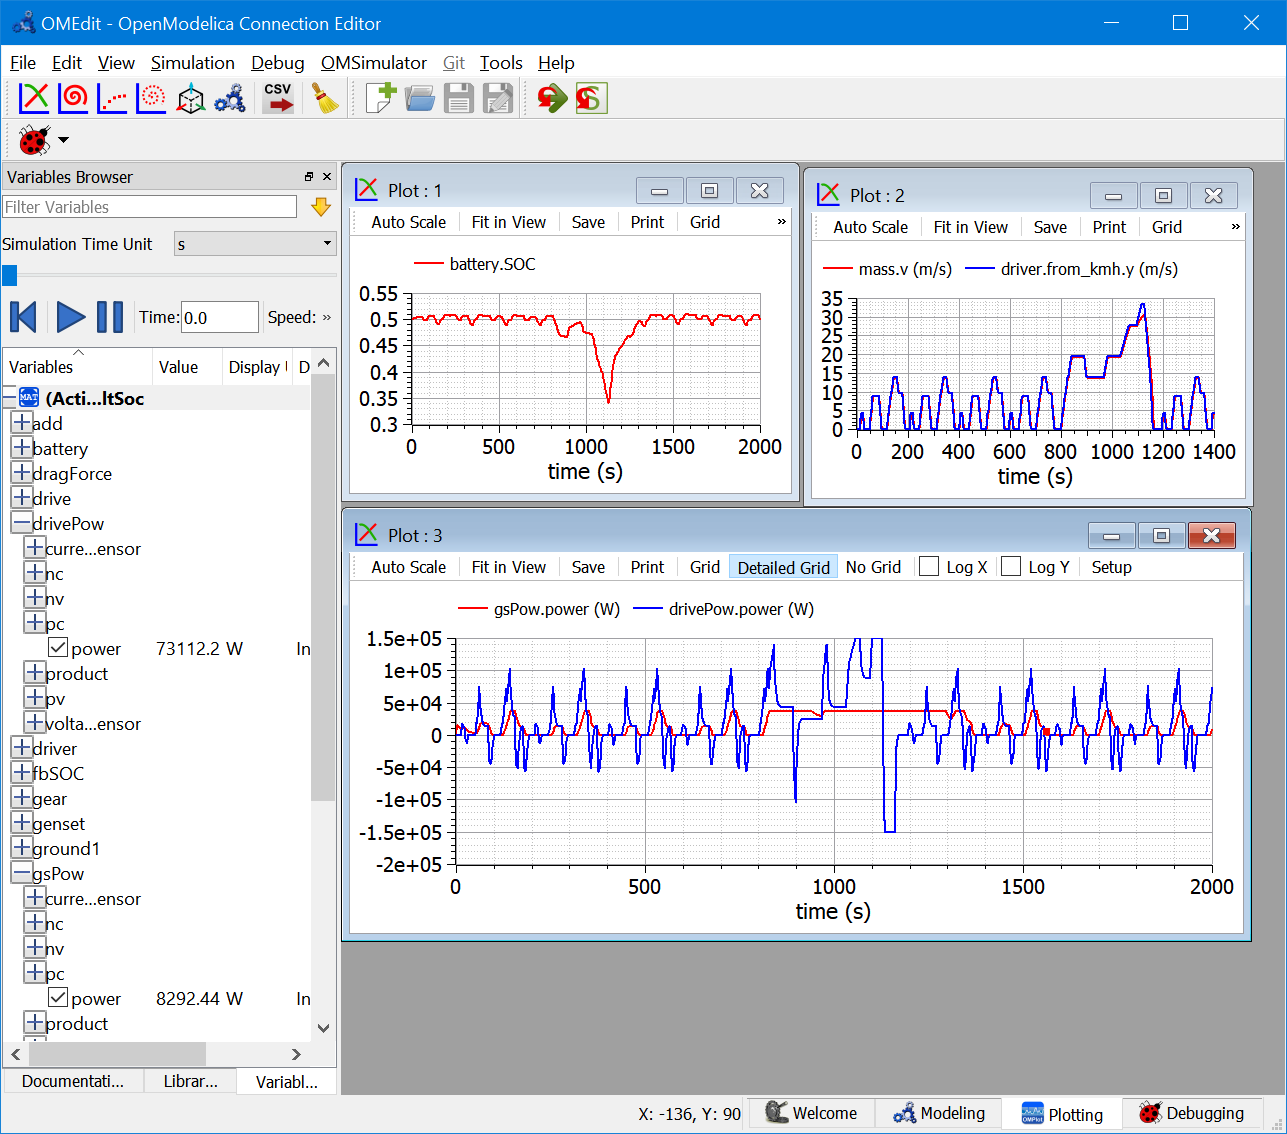 OMEdit - OpenModelica Connection Editor
File Edit View Simulation Debug OMSimulator Git Tools Help
CSV
S
Variables Browser
Filter Variables
Simulation Time Unit s
Time: 0.0 Speed: »
Variables Value Display D
MAT (Acti...ltSoc
add
battery
dragForce
drive
drivePow
curre...ensor
nc
nv
pc
power 73112.2 W In
product
pv
volta...ensor
driver
fbSOC
gear
genset
ground1
gsPow
curre...ensor
nc
nv
pc
power 8292.44 W In
product
Documentati... Librar... Variabl...
Plot : 1
Auto Scale Fit in View Save Print Grid »
battery.SOC
0.55
0.5
0.45
0.4
0.35
0.3
0 500 1000 1500 2000
time (s)
Plot : 2
Auto Scale Fit in View Save Print Grid »
mass.v (m/s) driver.from_kmh.y (m/s)
35
30
25
20
15
10
5
0
0 200 400 600 800 1000 1200 1400
time (s)
Plot : 3
Auto Scale Fit in View Save Print Grid Detailed Grid No Grid Log X Log Y Setup
gsPow.power (W) drivePow.power (W)
1.5e+05
1e+05
5e+04
0
-5e+04
-1e+05
-1.5e+05
-2e+05
0 500 1000 1500 2000
time (s)
X: -136, Y: 90 Welcome Modeling OMPlot Plotting Debugging